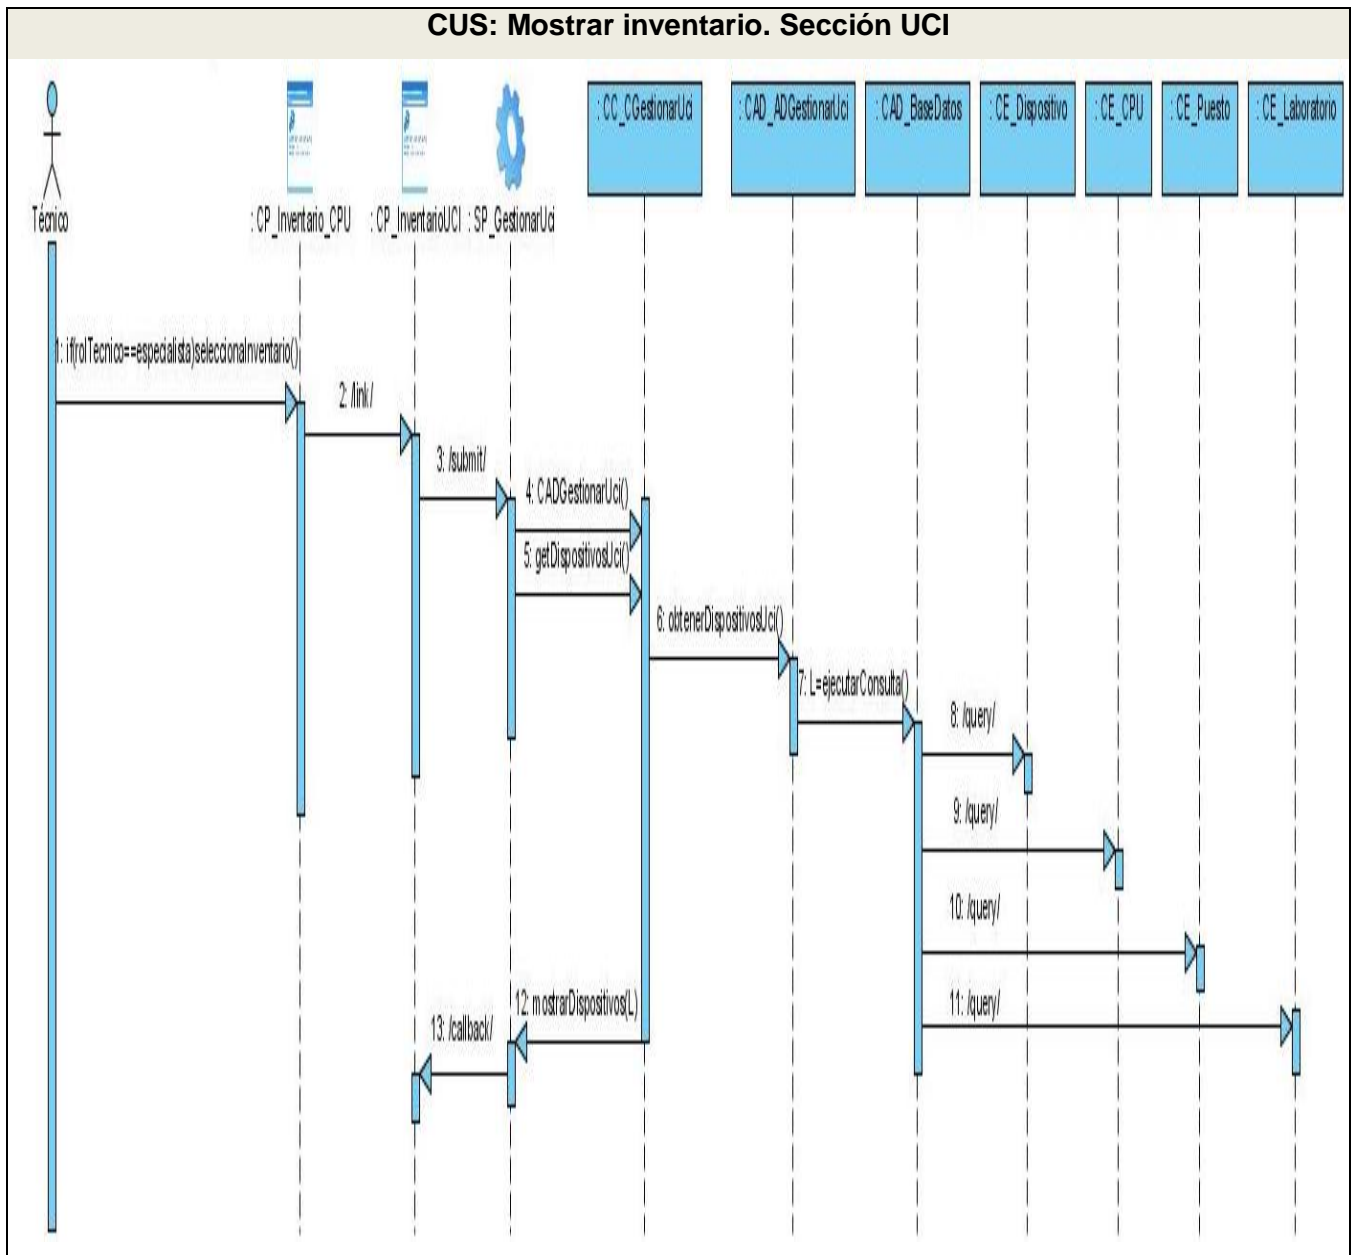 CUS: Mostrar inventario. Sección UCI
: CC_CGestionarUci
: CAD_ADGestionarUci
: CAD_BaseDatos
: CE_Dispositivo
: CE_CPU
: CE_Puesto
: CE_Laboratorio
Técnico
: CP_Inventario_CPU
: CP_InventarioUCI
: SP_GestionarUci
1: if(rolTecnico==especialista)seleccionaInventario()
2: /link/
3: /submit/
4: CADGestionarUci()
5: getDispositivosUci()
6: obtenerDispositivosUci()
7: L=ejecutarConsulta()
8: /query/
9: /query/
10: /query/
11: /query/
12: mostrarDispositivos(L)
13: /callback/